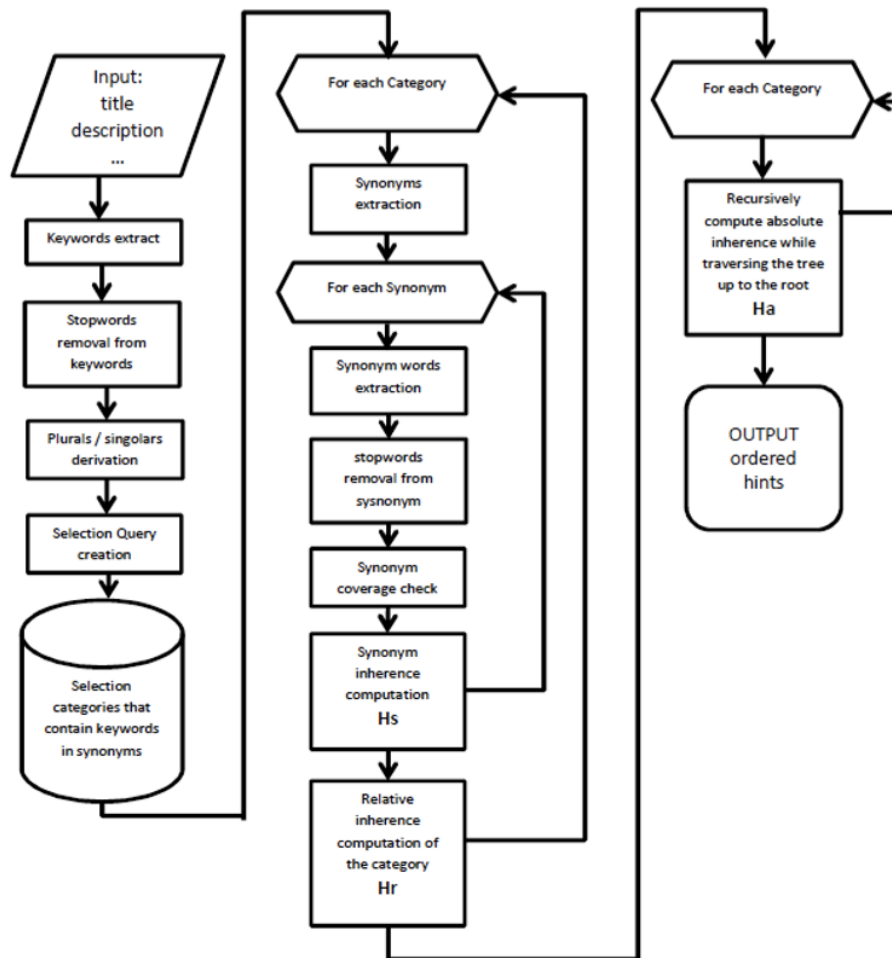 Input:
title
description
...
Keywords extract
Stopwords
removal from
keywords
Plurals / singolars
derivation
Selection Query
creation
Selection
categories that
contain keywords
in synonyms
For each Category
Synonyms
extraction
For each Synonym
Synonym words
extraction
stopwords
removal from
sysnonym
Synonym
coverage check
Synonym
inherence
computation
Hs
Relative
inherence
computation of
the category
Hr
For each Category
Recursively
compute absolute
inherence while
traversing the tree
up to the root
Ha
OUTPUT
ordered
hints